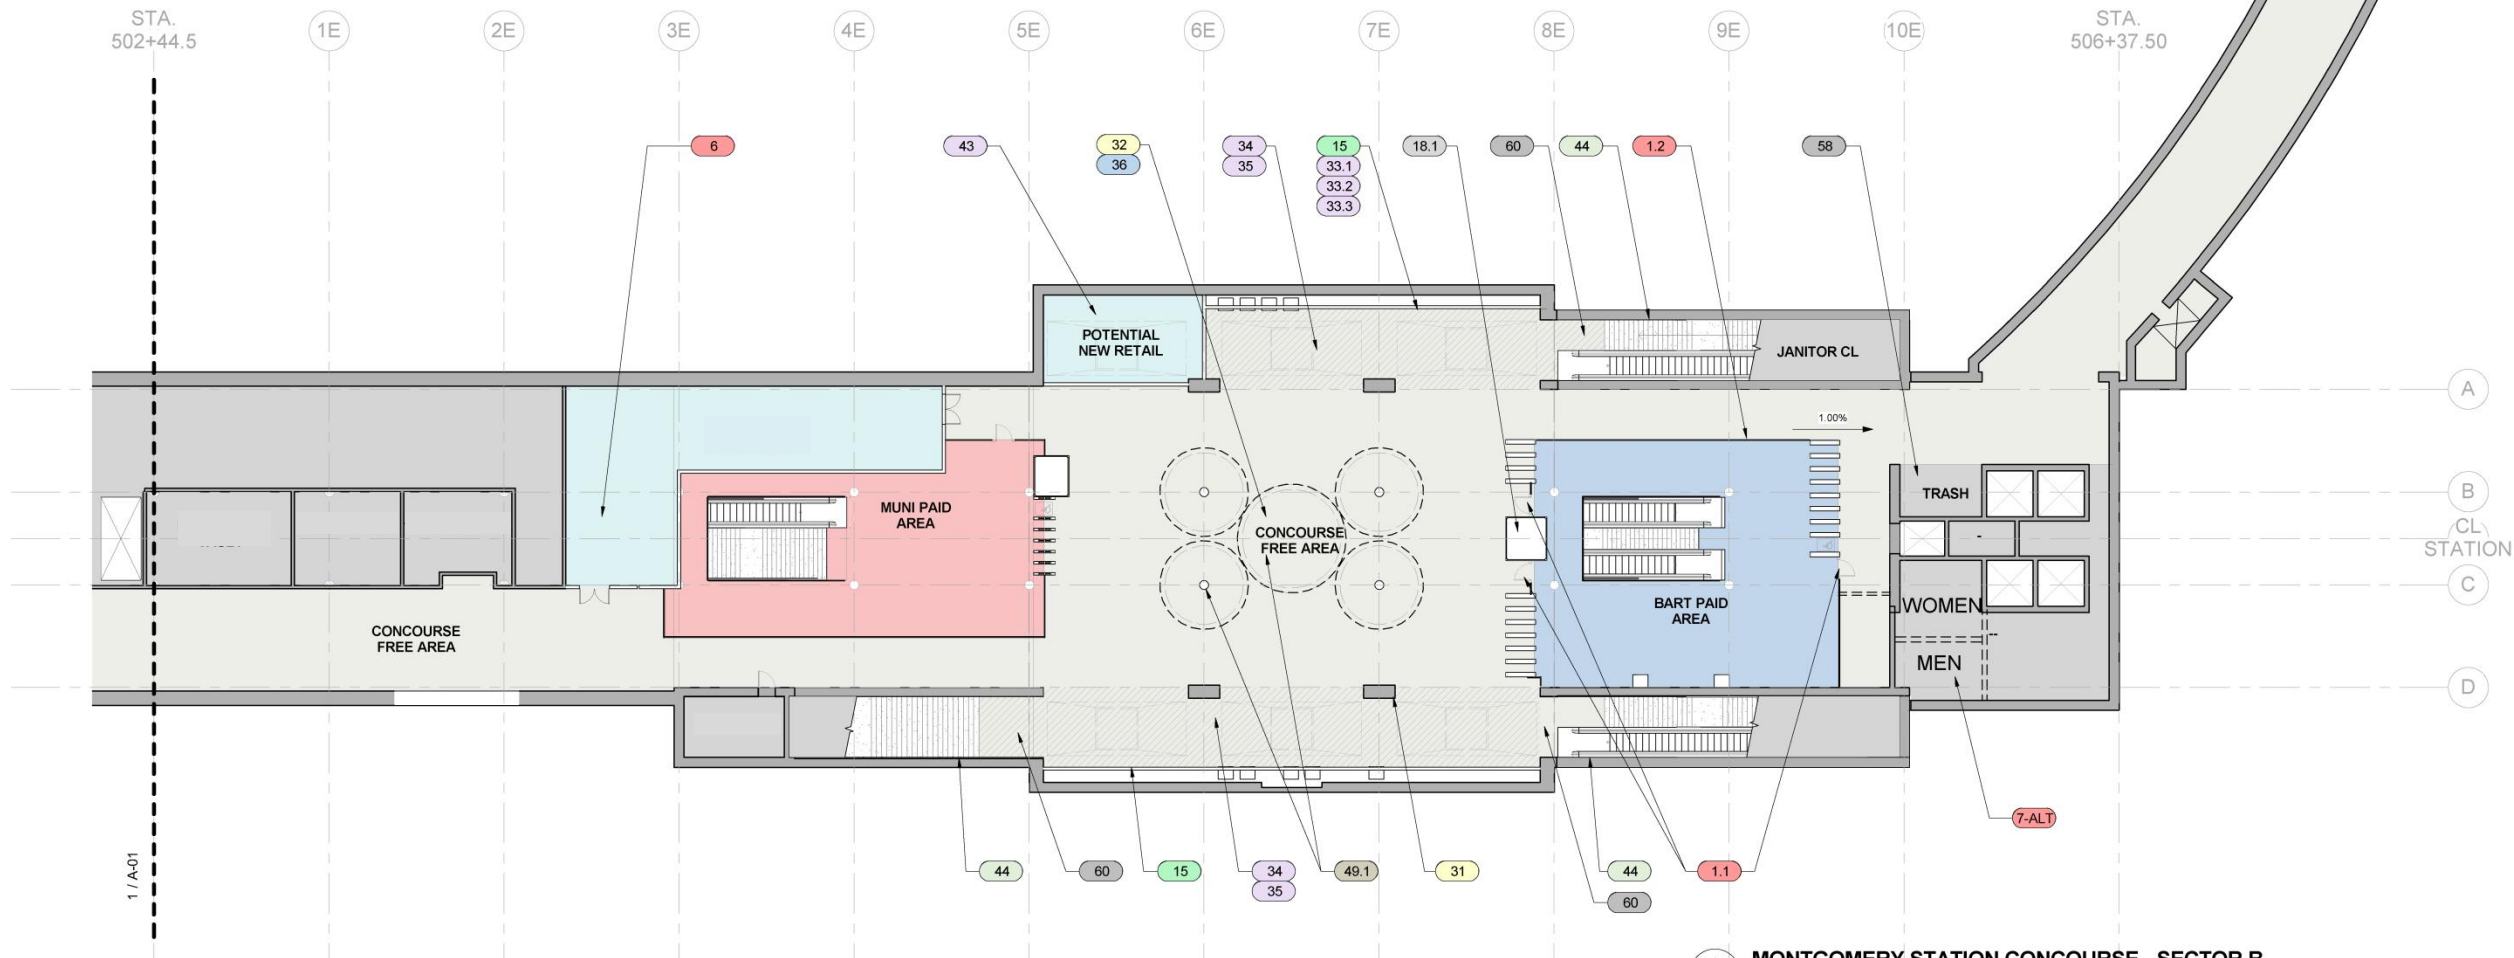 STA.
502+44.5
1E
2E
3E
4E
5E
6E
7E
8E
9E
10E
STA.
506+37.50
6
43
32
36
34
35
15
33.1
33.2
33.3
18.1
60
44
1.2
58
POTENTIAL
NEW RETAIL
JANITOR CL
A
1.00%
MUNI PAID
AREA
TRASH
B
CONCOURSE
FREE AREA
CL
STATION
C
CONCOURSE
FREE AREA
BART PAID
AREA
WOMEN
MEN
D
7-ALT
1 / A-01
44
60
15
34
35
49.1
31
44
60
1.1
MONTGOMERY STATION CONCOURSE - SECTOR B